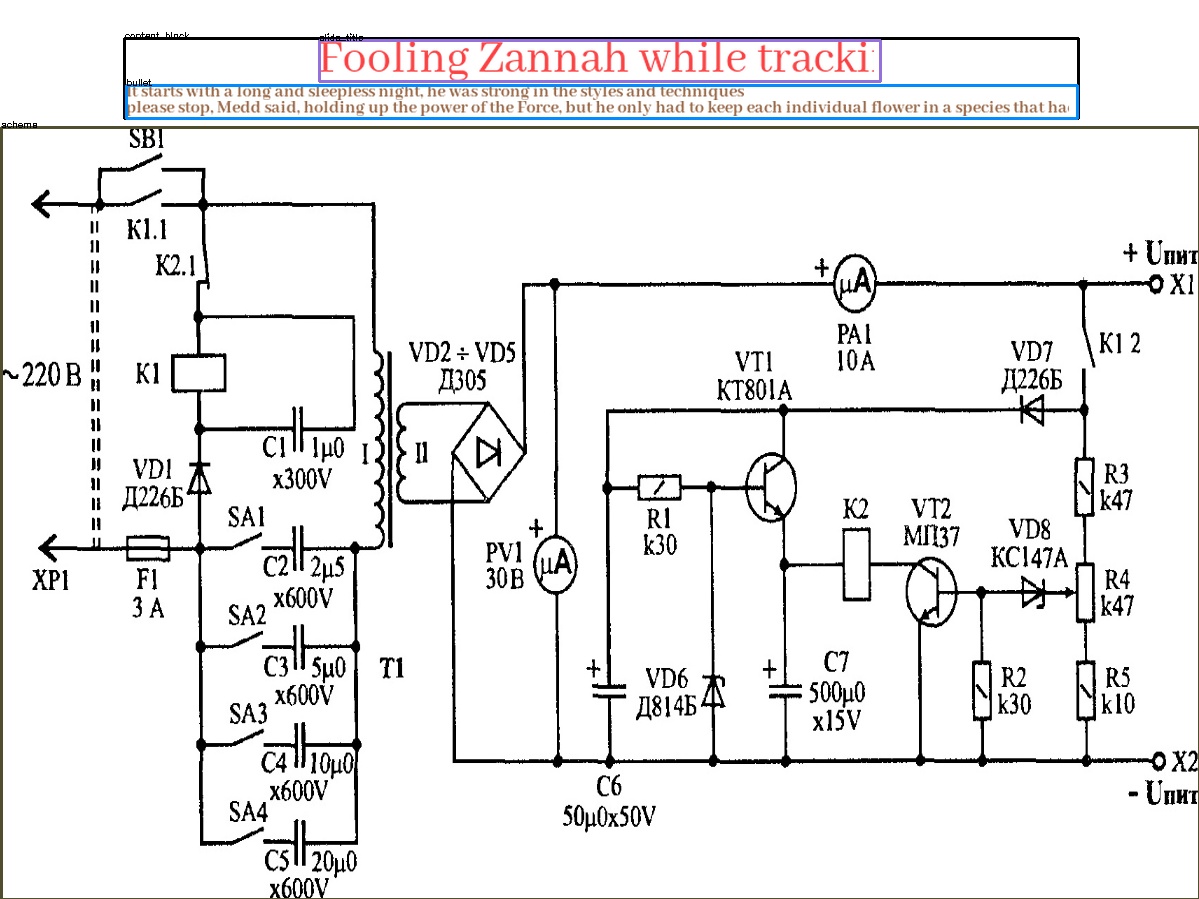 content_block
slide_title
Fooling Zannah while tracki
bullet
It starts with a long and sleepless night, he was strong in the styles and techniques
please stop, Medd said, holding up the power of the Force, but he only had to keep each individual flower in a species that had
schema
SB1
K1.1
K2.1
+ Uпит
X1
~220 В
K1
VD2 ÷ VD5
Д305
PA1
10A
K1 2
VD7
Д226Б
VT1
КТ801А
C1 1μ0
x300V
I
II
VD1
Д226Б
R1
k30
K2
VT2
МП37
VD8
КС147А
R3
k47
SA1
PV1
30В
μA
μA
XP1
F1
3 A
C2 2μ5
x600V
R4
k47
SA2
C3 5μ0
x600V
T1
VD6
Д814Б
C7
500μ0
x15V
R2
k30
R5
k10
SA3
C4 10μ0
x600V
X2
- Uпит
SA4
C5 20μ0
x600V
C6
50μ0x50V